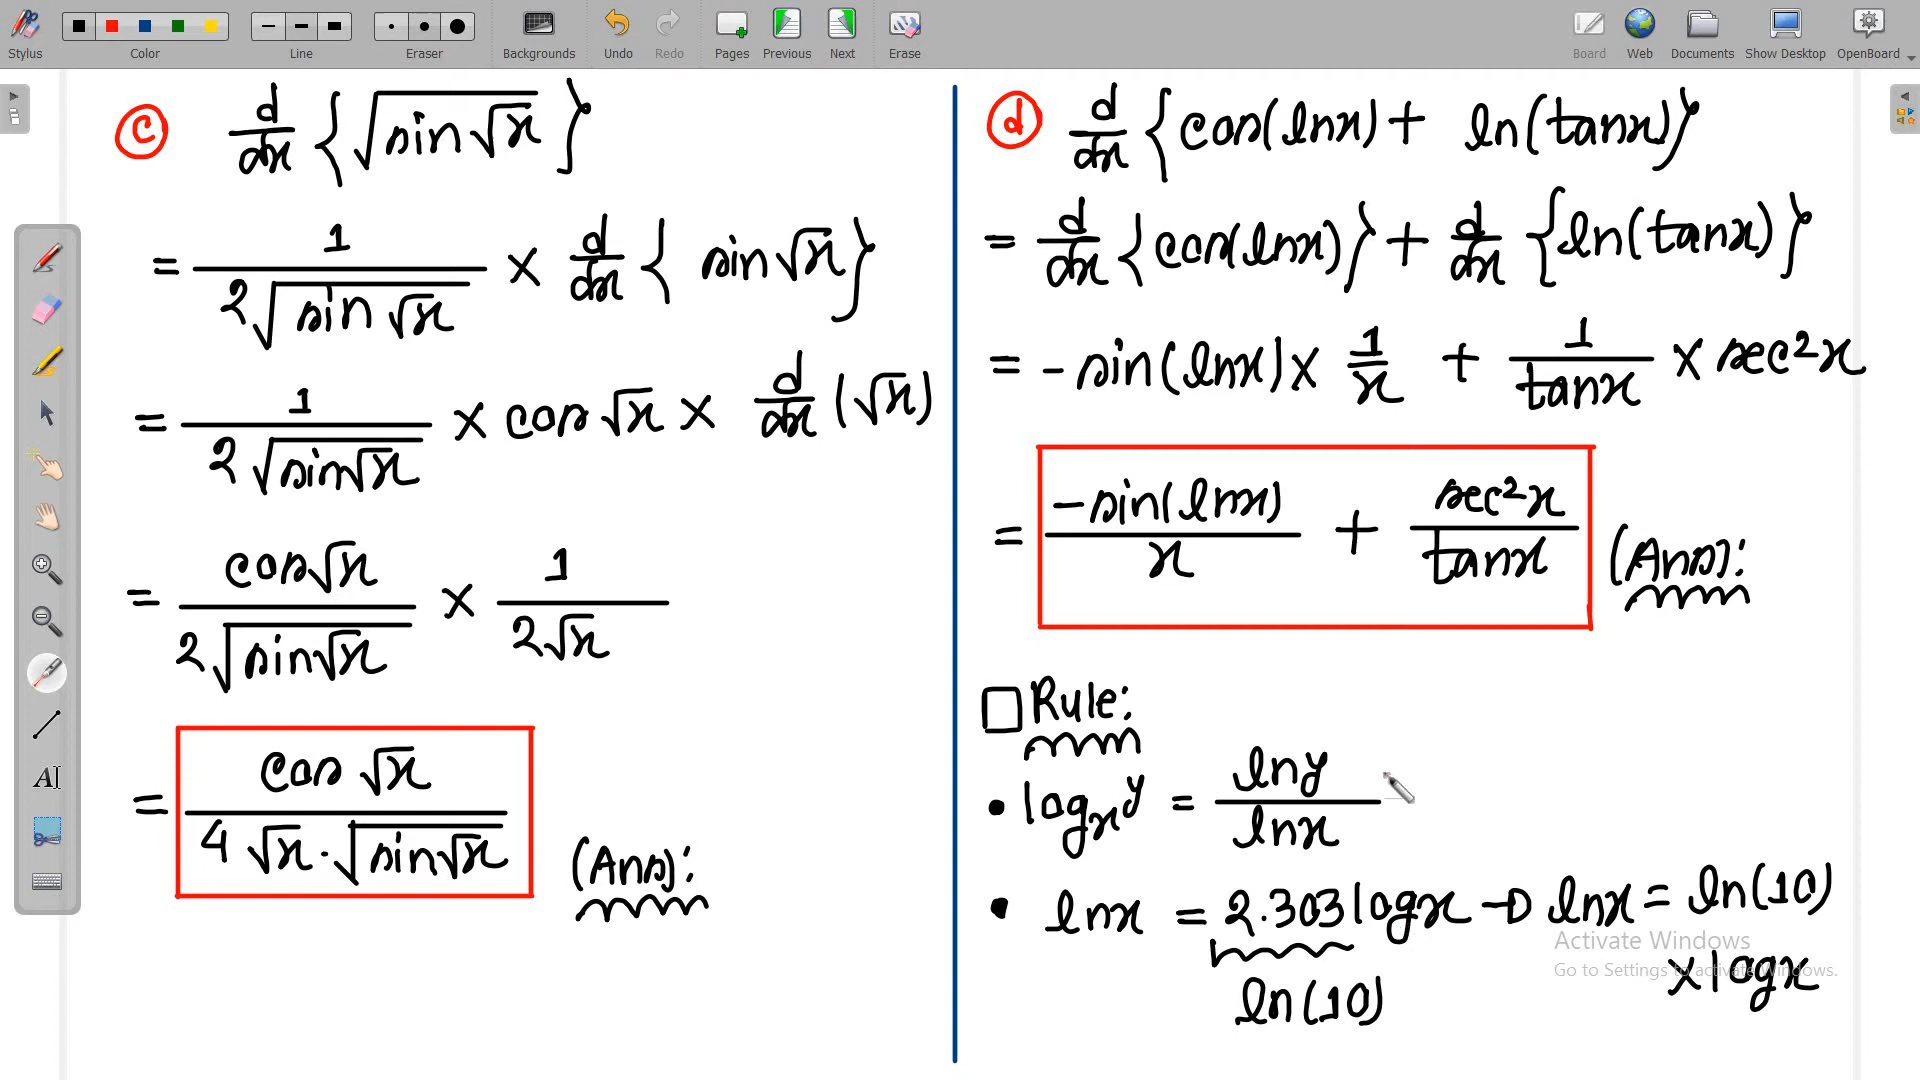 Stylus Color Line Eraser Backgrounds Undo Redo Pages Previous Next Erase Board Web Documents Show Desktop OpenBoard
c d/dx {√(sin√x)}
= 1/(2√(sin√x)) × d/dx { sin√x}
= 1/(2√(sin√x)) × cos√x × d/dx (√x)
= cos√x/(2√(sin√x)) × 1/(2√x)
= cos √x/(4√x · √(sin√x)) (Ans):
d d/dx {cos(lnx) + ln(tanx)}
= d/dx {cos(lnx)} + d/dx {ln(tanx)}
= -sin(lnx) × 1/x + 1/tanx × sec²x
= -sin(lnx)/x + sec²x/tanx (Ans):
□ Rule:
• logₓy = lny/lnx
• lnx = 2.303logx → lnx = ln(10)
× logx
ln(10)
Activate Windows
Go to Settings to activate Windows.
AI